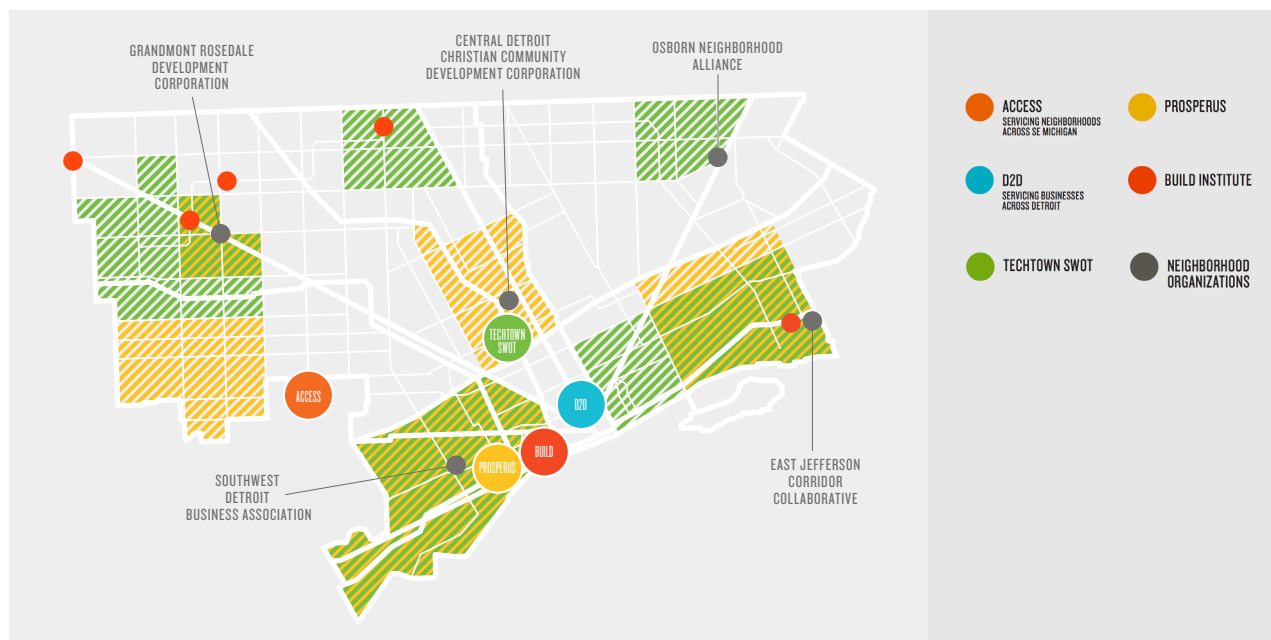 GRANDMONT ROSEDALE
DEVELOPMENT
CORPORATION
CENTRAL DETROIT
CHRISTIAN COMMUNITY
DEVELOPMENT CORPORATION
OSBORN NEIGHBORHOOD
ALLIANCE
TECHTOWN
SWOT
ACCESS
D2D
BUILD
PROSPERUS
SOUTHWEST
DETROIT
BUSINESS ASSOCIATION
EAST JEFFERSON
CORRIDOR
COLLABORATIVE
ACCESS
SERVICING NEIGHBORHOODS
ACROSS SE MICHIGAN
PROSPERUS
D2D
SERVICING BUSINESSES
ACROSS DETROIT
BUILD INSTITUTE
TECHTOWN SWOT
NEIGHBORHOOD
ORGANIZATIONS